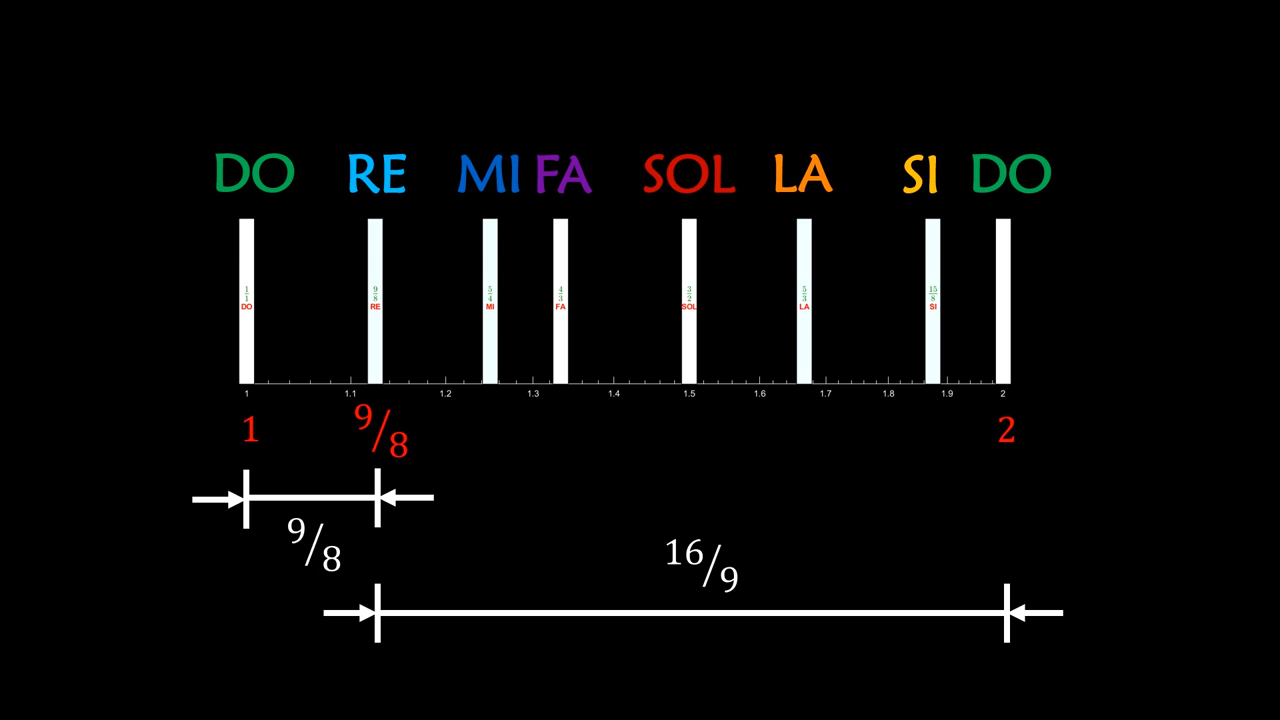 DO RE MI FA SOL LA SI DO
1/1 9/8 5/4 4/3 3/2 5/3 15/8
DO RE MI FA SOL LA SI
1 1.1 1.2 1.3 1.4 1.5 1.6 1.7 1.8 1.9 2
1 9/8 2
9/8
16/9